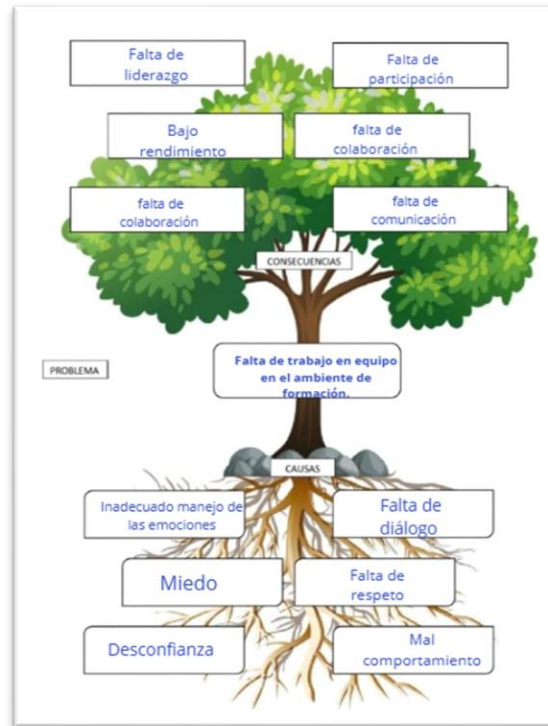 Falta de
liderazgo
Falta de
participación
Bajo
rendimiento
falta de
colaboración
falta de
colaboración
falta de
comunicación
CONSECUENCIAS
PROBLEMA
Falta de trabajo en equipo
en el ambiente de
formación.
CAUSAS
Inadecuado manejo de
las emociones
Falta de
diálogo
Miedo
Falta de
respeto
Desconfianza
Mal
comportamiento